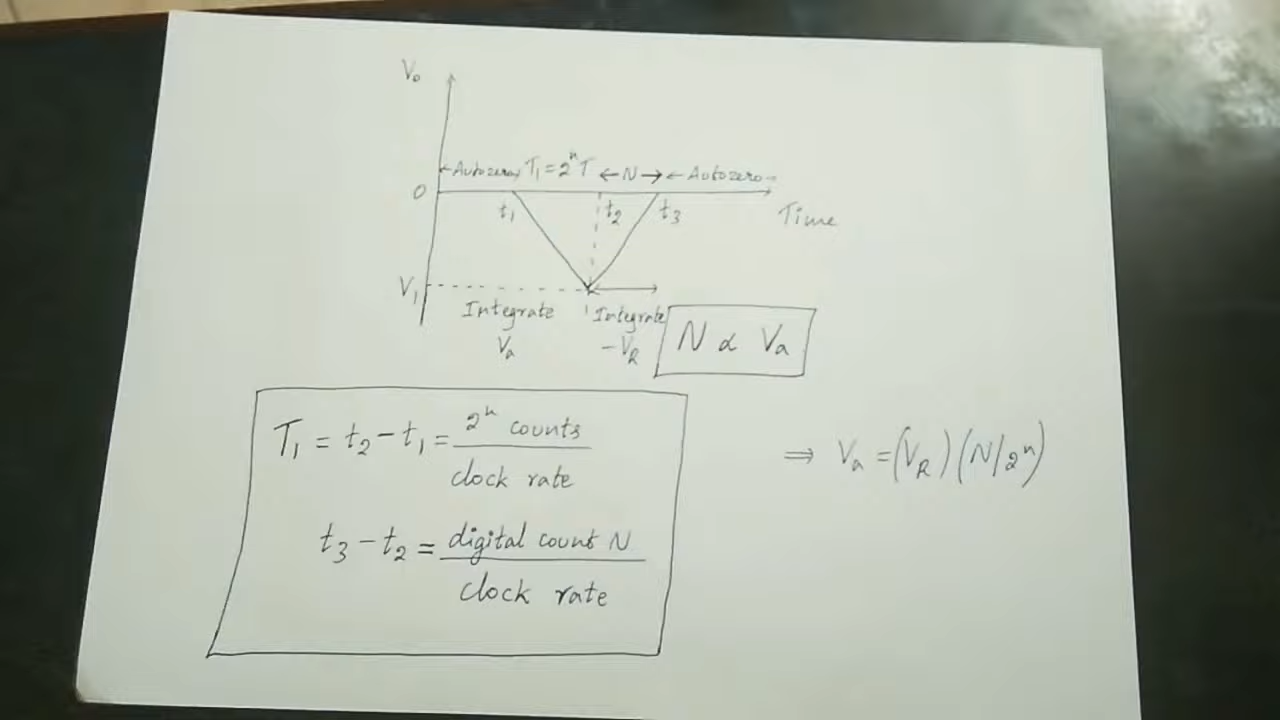 V₀
←Autozero→ T₁ = 2ⁿT ←N→ ←Autozero→
0
t₁ t₂ t₃ Time
V₁
Integrate Integrate
Vₐ -V_R
N ∝ Vₐ
T₁ = t₂ - t₁ = 2ⁿ counts / clock rate
⇒ Vₐ = (V_R) (N/2ⁿ)
t₃ - t₂ = digital count N / clock rate